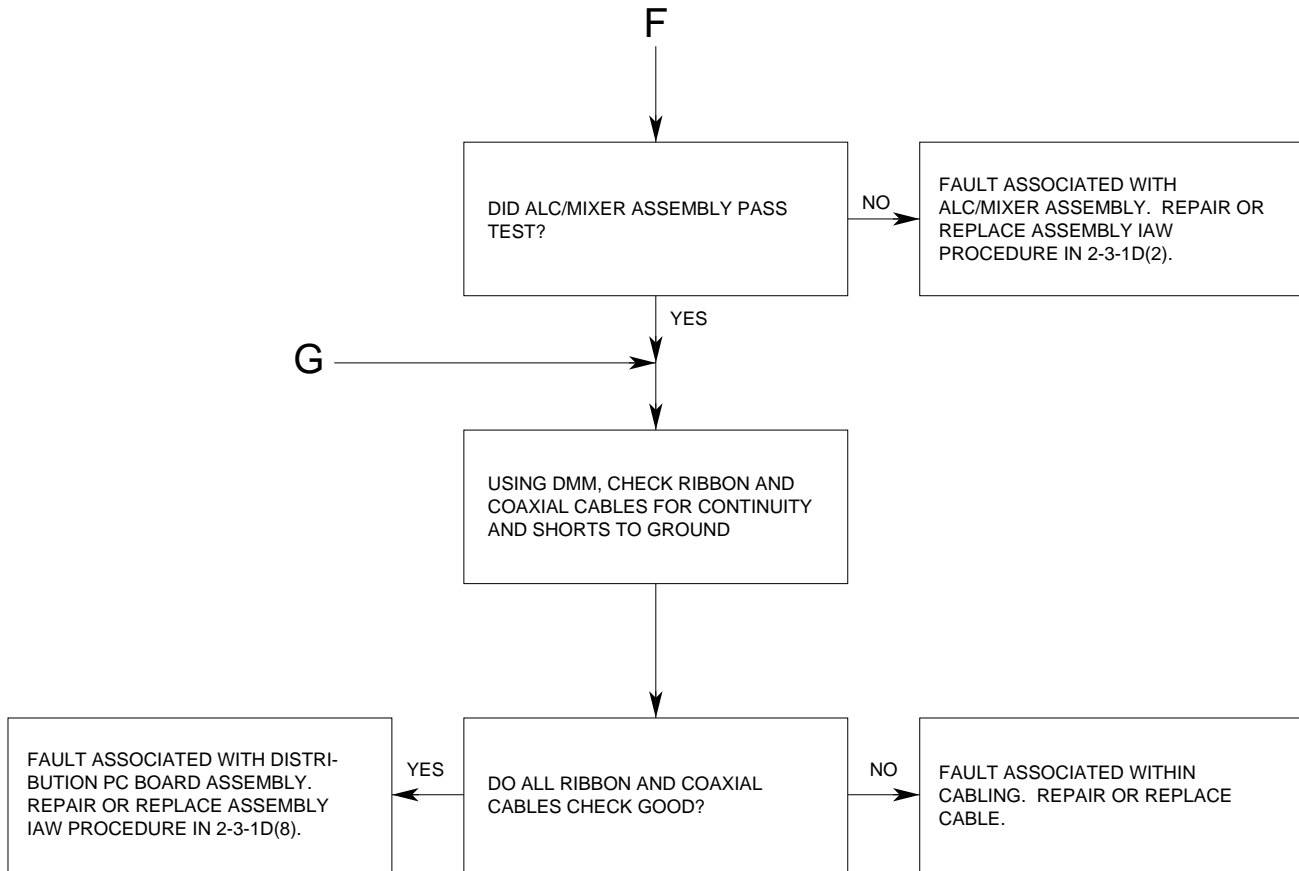 F
DID ALC/MIXER ASSEMBLY PASS
TEST?
NO
FAULT ASSOCIATED WITH
ALC/MIXER ASSEMBLY. REPAIR OR
REPLACE ASSEMBLY IAW
PROCEDURE IN 2-3-1D(2).
YES
G
USING DMM, CHECK RIBBON AND
COAXIAL CABLES FOR CONTINUITY
AND SHORTS TO GROUND
FAULT ASSOCIATED WITH DISTRI-
BUTION PC BOARD ASSEMBLY.
REPAIR OR REPLACE ASSEMBLY
IAW PROCEDURE IN 2-3-1D(8).
YES
DO ALL RIBBON AND COAXIAL
CABLES CHECK GOOD?
NO
FAULT ASSOCIATED WITHIN
CABLING. REPAIR OR REPLACE
CABLE.